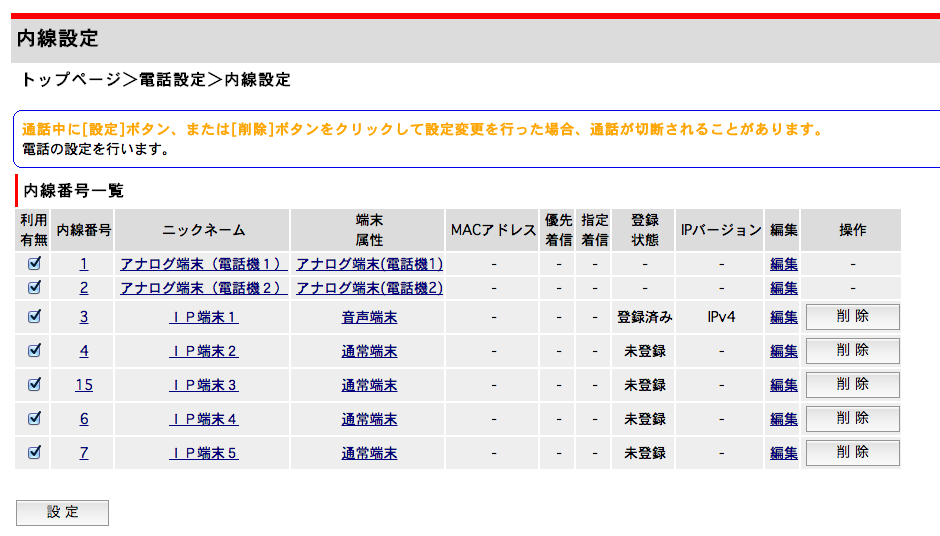 内線設定
トップページ＞電話設定＞内線設定
通話中に[設定]ボタン、または[削除]ボタンをクリックして設定変更を行った場合、通話が切断されることがあります。
電話の設定を行います。
内線番号一覧
利用有無 内線番号 ニックネーム 端末属性 MACアドレス 優先着信 指定着信 登録状態 IPバージョン 編集 操作
1 アナログ端末（電話機１） アナログ端末(電話機1) - - - - - 編集 -
2 アナログ端末（電話機２） アナログ端末(電話機2) - - - - - 編集 -
3 ＩＰ端末１ 音声端末 - - - 登録済み IPv4 編集 削除
4 ＩＰ端末２ 通常端末 - - - 未登録 - 編集 削除
15 ＩＰ端末３ 通常端末 - - - 未登録 - 編集 削除
6 ＩＰ端末４ 通常端末 - - - 未登録 - 編集 削除
7 ＩＰ端末５ 通常端末 - - - 未登録 - 編集 削除
設定